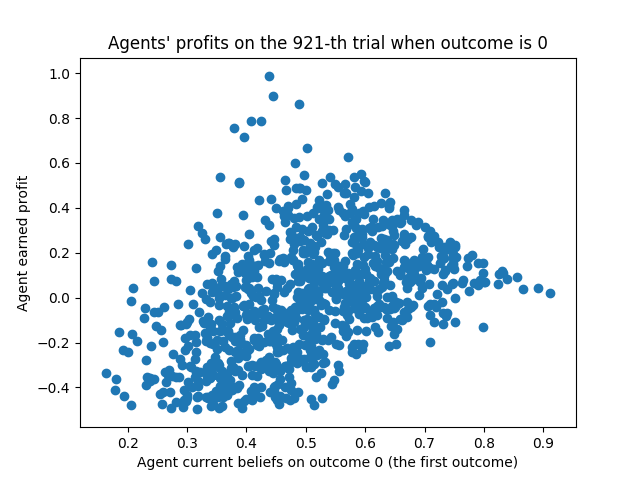 Agents' profits on the 921-th trial when outcome is 0
1.0
0.8
0.6
0.4
0.2
0.0
−0.2
−0.4
Agent earned profit
0.2 0.3 0.4 0.5 0.6 0.7 0.8 0.9
Agent current beliefs on outcome 0 (the first outcome)